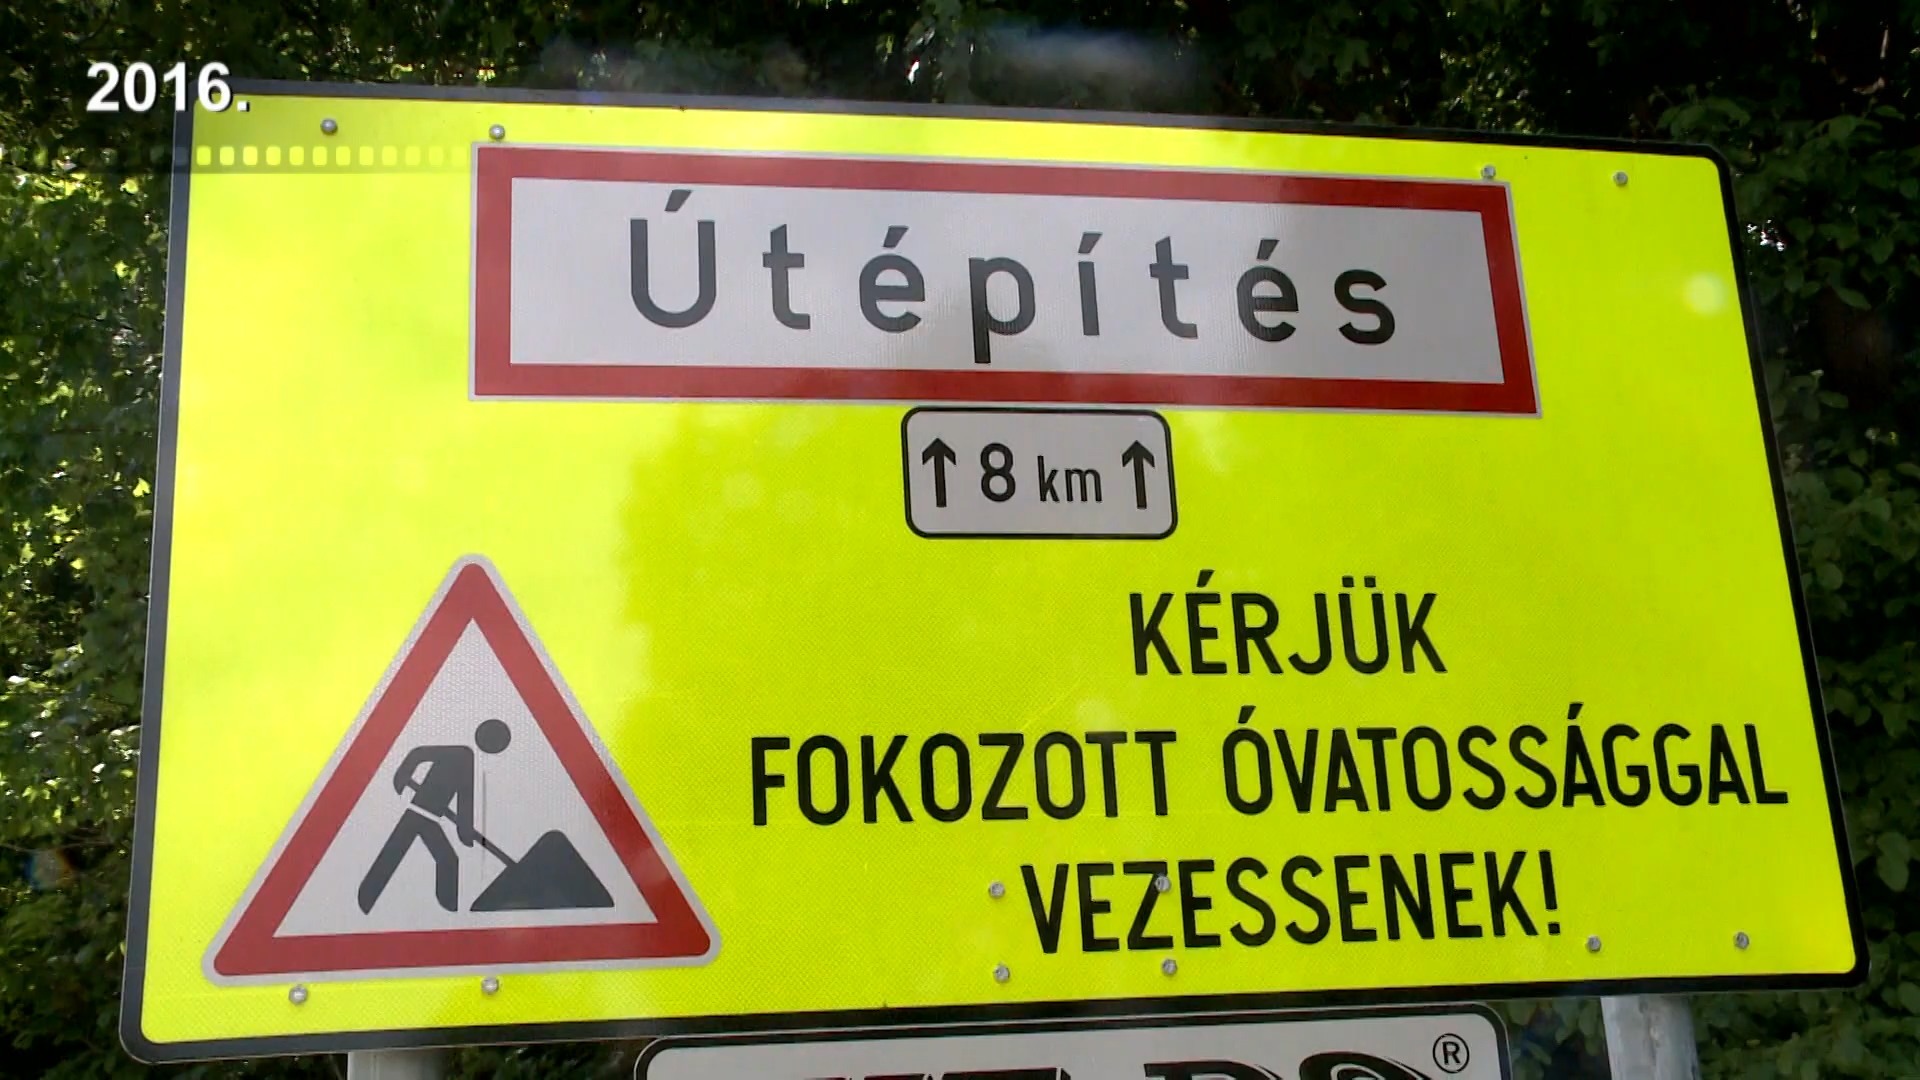 2016.
Útépítés
↑ 8 km ↑
KÉRJÜK
FOKOZOTT ÓVATOSSÁGGAL
VEZESSENEK!
®